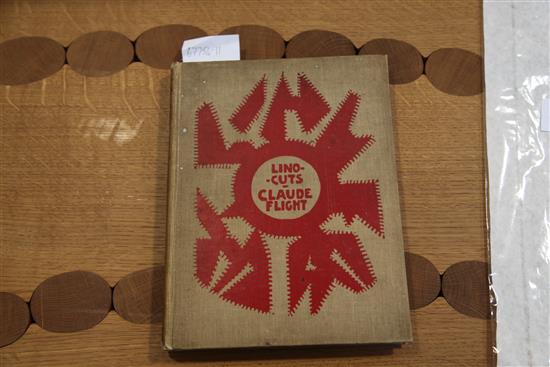 LINO-
-CUTS
-
CLAUDE
FLIGHT